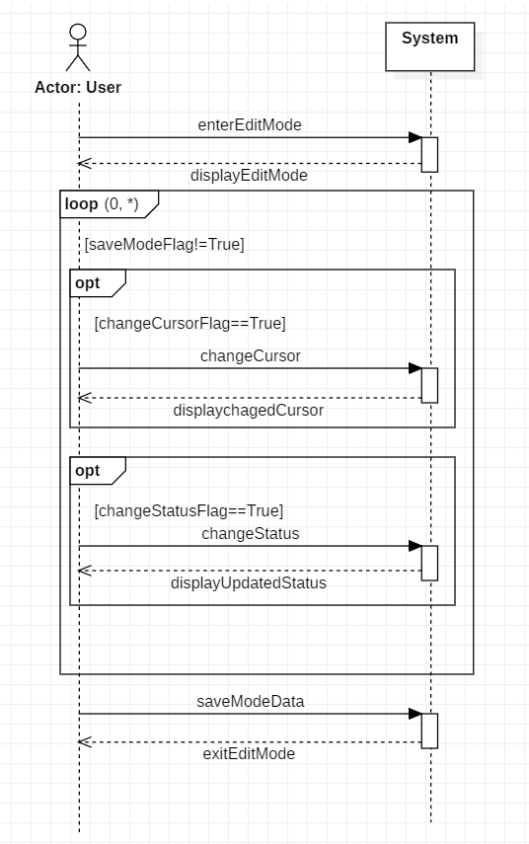 System
Actor: User
enterEditMode
displayEditMode
loop (0, *)
[saveModeFlag!=True]
opt
[changeCursorFlag==True]
changeCursor
displaychagedCursor
opt
[changeStatusFlag==True]
changeStatus
displayUpdatedStatus
saveModeData
exitEditMode